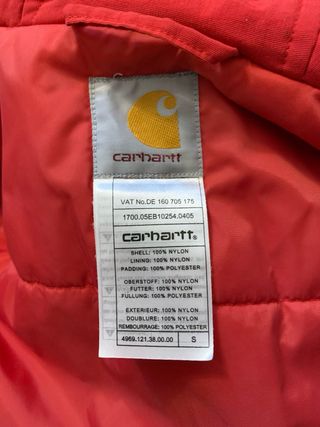 carhartt
VAT No.DE 160 705 175
1700.05EB10254.0405
carhartt®
SHELL: 100% NYLON
LINING: 100% NYLON
PADDING: 100% POLYESTER
OBERSTOFF: 100% NYLON
FUTTER: 100% NYLON
FULLUNG: 100% POLYESTER
EXTERIEUR: 100% NYLON
DOUBLURE: 100% NYLON
REMBOURRAGE: 100% POLYESTER
4969.121.38.00.00 S